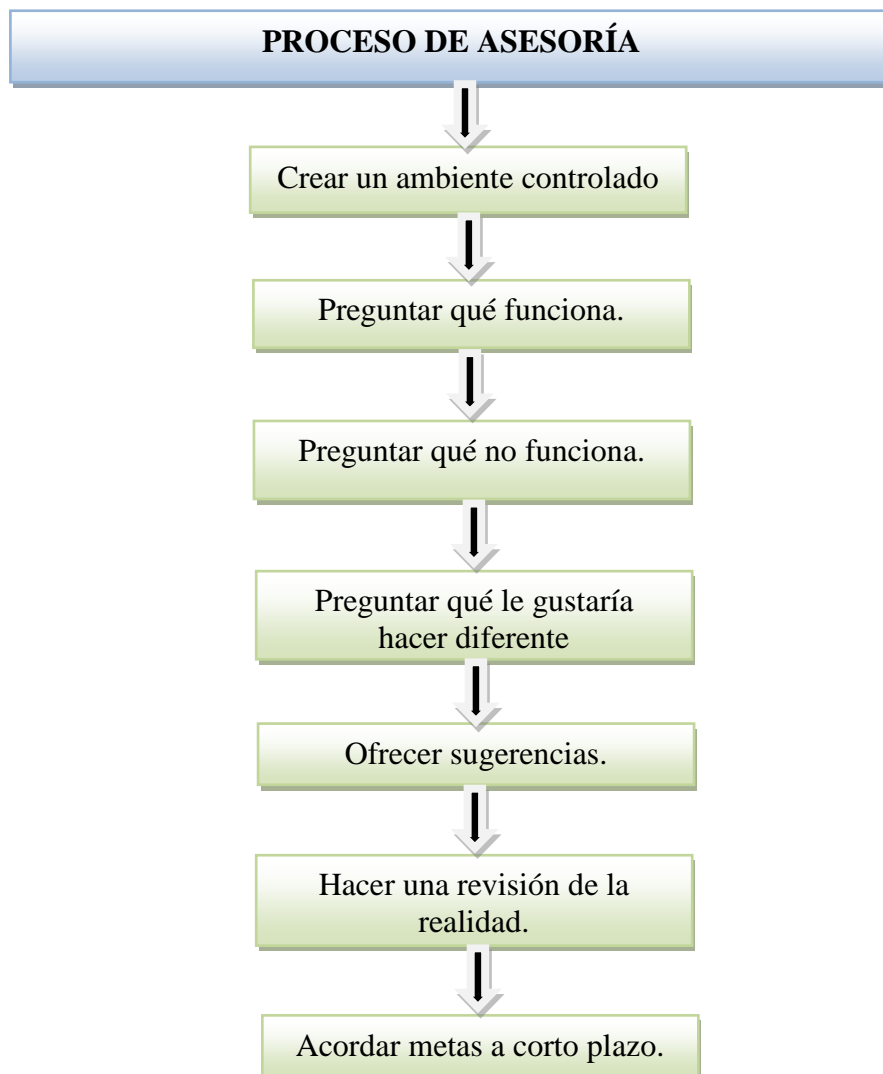 PROCESO DE ASESORÍA
Crear un ambiente controlado
Preguntar qué funciona.
Preguntar qué no funciona.
Preguntar qué le gustaría
hacer diferente
Ofrecer sugerencias.
Hacer una revisión de la
realidad.
Acordar metas a corto plazo.